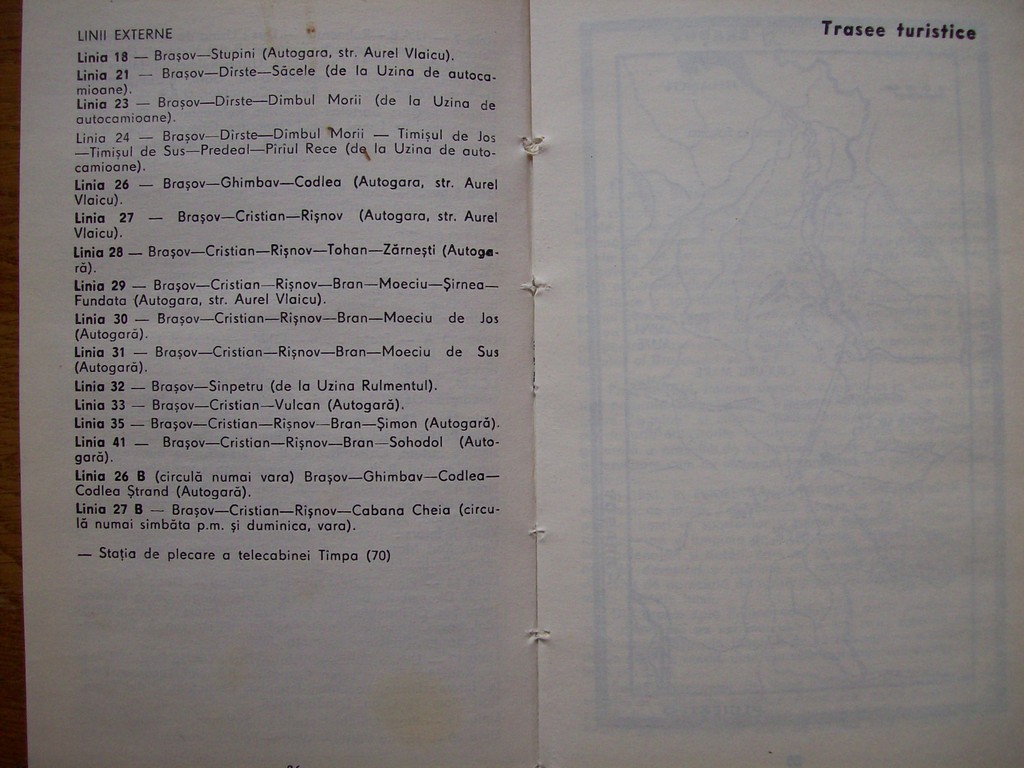 LINII EXTERNE
Linia 18 — Brașov—Stupini (Autogara, str. Aurel Vlaicu).
Linia 21 — Brașov—Dirste—Săcele (de la Uzina de autoca-
mioane).
Linia 23 — Brașov—Dirste—Dimbul Morii (de la Uzina de
autocamioane).
Linia 24 — Brașov—Dirste—Dimbul Morii — Timișul de Jos
—Timișul de Sus—Predeal—Piriul Rece (de la Uzina de auto-
camioane).
Linia 26 — Brașov—Ghimbav—Codlea (Autogara, str. Aurel
Vlaicu).
Linia 27 — Brașov—Cristian—Rișnov (Autogara, str. Aurel
Vlaicu).
Linia 28 — Brașov—Cristian—Rișnov—Tohan—Zărnești (Autoga-
ră).
Linia 29 — Brașov—Cristian—Rișnov—Bran—Moeciu—Șirnea—
Fundata (Autogara, str. Aurel Vlaicu).
Linia 30 — Brașov—Cristian—Rișnov—Bran—Moeciu de Jos
(Autogară).
Linia 31 — Brașov—Cristian—Rișnov—Bran—Moeciu de Sus
(Autogară).
Linia 32 — Brașov—Sinpetru (de la Uzina Rulmentul).
Linia 33 — Brașov—Cristian—Vulcan (Autogară).
Linia 35 — Brașov—Cristian—Rișnov—Bran—Șimon (Autogară).
Linia 41 — Brașov—Cristian—Rîșnov—Bran—Sohodol (Auto-
gară).
Linia 26 B (circulă numai vara) Brașov—Ghimbav—Codlea—
Codlea Ștrand (Autogară).
Linia 27 B — Brașov—Cristian—Rișnov—Cabana Cheia (circu-
lă numai simbăta p.m. și duminica, vara).
— Stația de plecare a telecabinei Timpa (70)
Trasee turistice